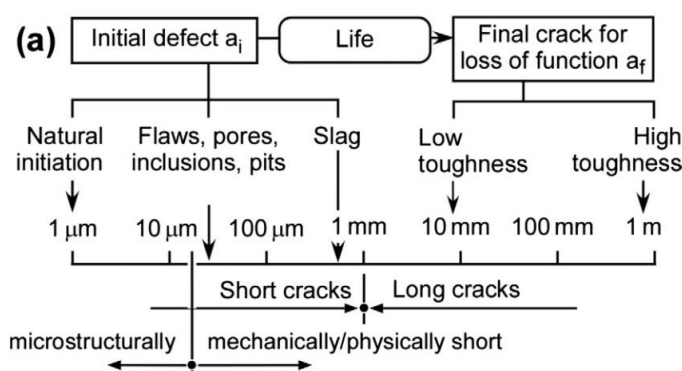 (a)
Initial defect aᵢ
Life
Final crack for
loss of function a_f
Natural
initiation
Flaws, pores,
inclusions, pits
Slag
Low
toughness
High
toughness
1 μm
10 μm
100 μm
1 mm
10 mm
100 mm
1 m
Short cracks
Long cracks
microstructurally
mechanically/physically short